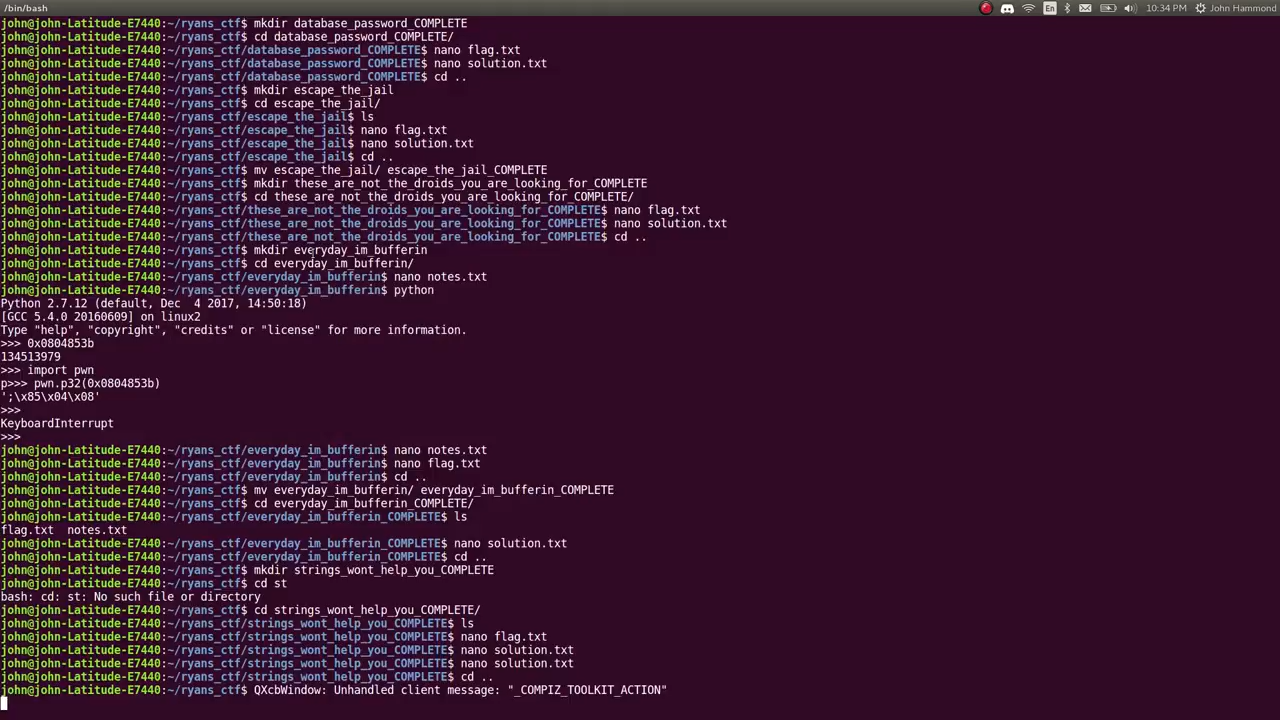 /bin/bash
En
10:34 PM
John Hammond
john@john-Latitude-E7440:~/ryans_ctf$ mkdir database_password_COMPLETE
john@john-Latitude-E7440:~/ryans_ctf$ cd database_password_COMPLETE/
john@john-Latitude-E7440:~/ryans_ctf/database_password_COMPLETE$ nano flag.txt
john@john-Latitude-E7440:~/ryans_ctf/database_password_COMPLETE$ nano solution.txt
john@john-Latitude-E7440:~/ryans_ctf/database_password_COMPLETE$ cd ..
john@john-Latitude-E7440:~/ryans_ctf$ mkdir escape_the_jail
john@john-Latitude-E7440:~/ryans_ctf$ cd escape_the_jail/
john@john-Latitude-E7440:~/ryans_ctf/escape_the_jail$ ls
john@john-Latitude-E7440:~/ryans_ctf/escape_the_jail$ nano flag.txt
john@john-Latitude-E7440:~/ryans_ctf/escape_the_jail$ nano solution.txt
john@john-Latitude-E7440:~/ryans_ctf/escape_the_jail$ cd ..
john@john-Latitude-E7440:~/ryans_ctf$ mv escape_the_jail/ escape_the_jail_COMPLETE
john@john-Latitude-E7440:~/ryans_ctf$ mkdir these_are_not_the_droids_you_are_looking_for_COMPLETE
john@john-Latitude-E7440:~/ryans_ctf$ cd these_are_not_the_droids_you_are_looking_for_COMPLETE/
john@john-Latitude-E7440:~/ryans_ctf/these_are_not_the_droids_you_are_looking_for_COMPLETE$ nano flag.txt
john@john-Latitude-E7440:~/ryans_ctf/these_are_not_the_droids_you_are_looking_for_COMPLETE$ nano solution.txt
john@john-Latitude-E7440:~/ryans_ctf/these_are_not_the_droids_you_are_looking_for_COMPLETE$ cd ..
john@john-Latitude-E7440:~/ryans_ctf$ mkdir everyday_im_bufferin
john@john-Latitude-E7440:~/ryans_ctf$ cd everyday_im_bufferin/
john@john-Latitude-E7440:~/ryans_ctf/everyday_im_bufferin$ nano notes.txt
john@john-Latitude-E7440:~/ryans_ctf/everyday_im_bufferin$ python
Python 2.7.12 (default, Dec  4 2017, 14:50:18)
[GCC 5.4.0 20160609] on linux2
Type "help", "copyright", "credits" or "license" for more information.
>>> 0x0804853b
134513979
>>> import pwn
p>>> pwn.p32(0x0804853b)
';\x85\x04\x08'
>>>
KeyboardInterrupt
>>>
john@john-Latitude-E7440:~/ryans_ctf/everyday_im_bufferin$ nano notes.txt
john@john-Latitude-E7440:~/ryans_ctf/everyday_im_bufferin$ nano flag.txt
john@john-Latitude-E7440:~/ryans_ctf/everyday_im_bufferin$ cd ..
john@john-Latitude-E7440:~/ryans_ctf$ mv everyday_im_bufferin/ everyday_im_bufferin_COMPLETE
john@john-Latitude-E7440:~/ryans_ctf$ cd everyday_im_bufferin_COMPLETE/
john@john-Latitude-E7440:~/ryans_ctf/everyday_im_bufferin_COMPLETE$ ls
flag.txt  notes.txt
john@john-Latitude-E7440:~/ryans_ctf/everyday_im_bufferin_COMPLETE$ nano solution.txt
john@john-Latitude-E7440:~/ryans_ctf/everyday_im_bufferin_COMPLETE$ cd ..
john@john-Latitude-E7440:~/ryans_ctf$ mkdir strings_wont_help_you_COMPLETE
john@john-Latitude-E7440:~/ryans_ctf$ cd st
bash: cd: st: No such file or directory
john@john-Latitude-E7440:~/ryans_ctf$ cd strings_wont_help_you_COMPLETE/
john@john-Latitude-E7440:~/ryans_ctf/strings_wont_help_you_COMPLETE$ ls
john@john-Latitude-E7440:~/ryans_ctf/strings_wont_help_you_COMPLETE$ nano flag.txt
john@john-Latitude-E7440:~/ryans_ctf/strings_wont_help_you_COMPLETE$ nano solution.txt
john@john-Latitude-E7440:~/ryans_ctf/strings_wont_help_you_COMPLETE$ nano solution.txt
john@john-Latitude-E7440:~/ryans_ctf/strings_wont_help_you_COMPLETE$ cd ..
john@john-Latitude-E7440:~/ryans_ctf$ QXcbWindow: Unhandled client message: "_COMPIZ_TOOLKIT_ACTION"